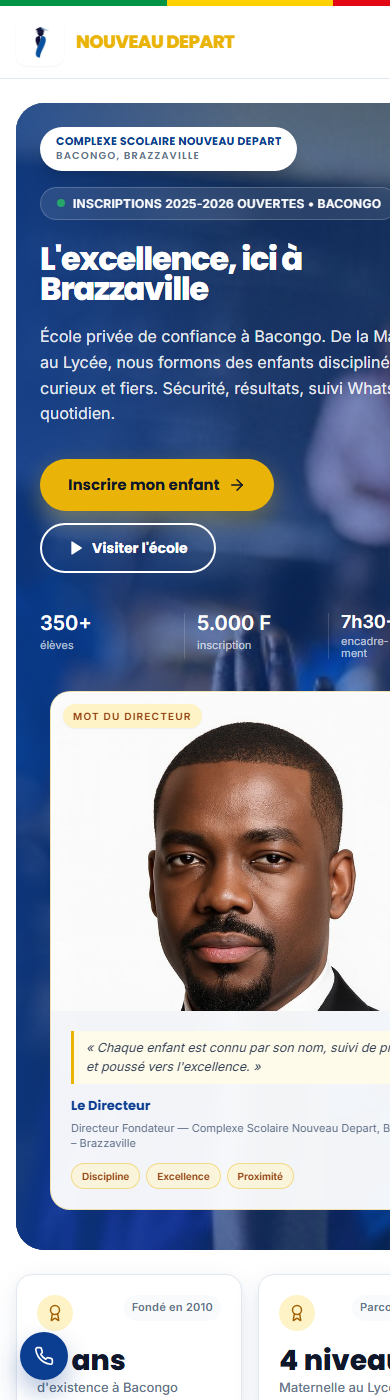 NOUVEAU DEPART
COMPLEXE SCOLAIRE NOUVEAU DEPART
BACONGO, BRAZZAVILLE
INSCRIPTIONS 2025-2026 OUVERTES • BACONGO
L'excellence, ici à
Brazzaville
École privée de confiance à Bacongo. De la Ma
au Lycée, nous formons des enfants discipliné
curieux et fiers. Sécurité, résultats, suivi Whats
quotidien.
Inscrire mon enfant
Visiter l'école
350+
élèves
5.000 F
inscription
7h30-
encadre-
ment
MOT DU DIRECTEUR
« Chaque enfant est connu par son nom, suivi de pr
et poussé vers l'excellence. »
Le Directeur
Directeur Fondateur — Complexe Scolaire Nouveau Depart, B
– Brazzaville
Discipline
Excellence
Proximité
Fondé en 2010
ans
d'existence à Bacongo
Parco
4 niveau
Maternelle au Lycé